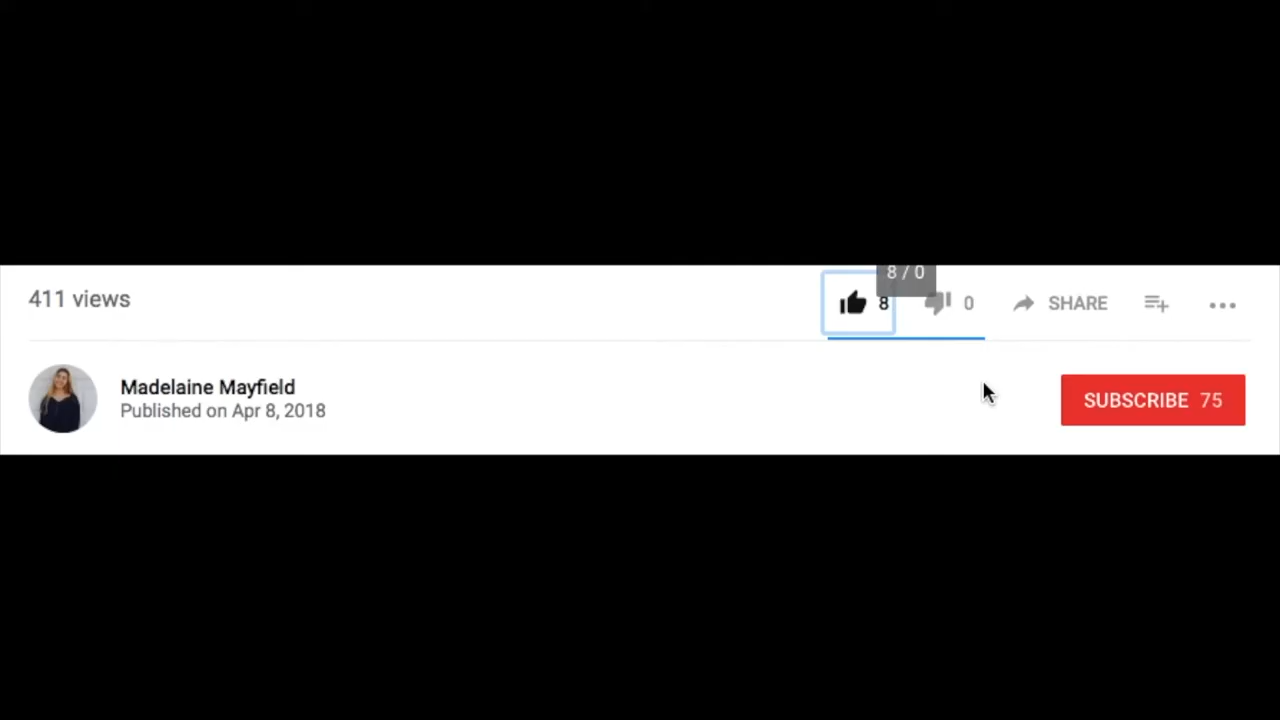 411 views
8 / 0
8 0 SHARE
Madelaine Mayfield
Published on Apr 8, 2018
SUBSCRIBE 75